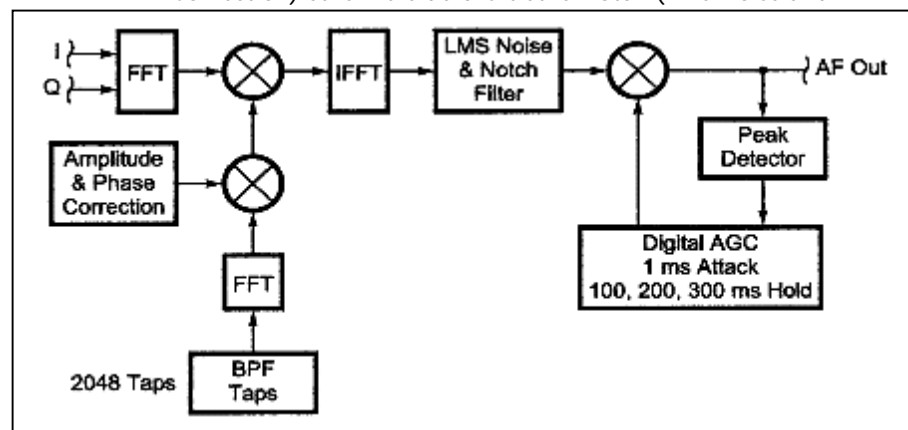 I
Q
FFT
IFFT
LMS Noise
& Notch
Filter
AF Out
Amplitude
& Phase
Correction
Peak
Detector
FFT
Digital AGC
1 ms Attack
100, 200, 300 ms Hold
2048 Taps
BPF
Taps